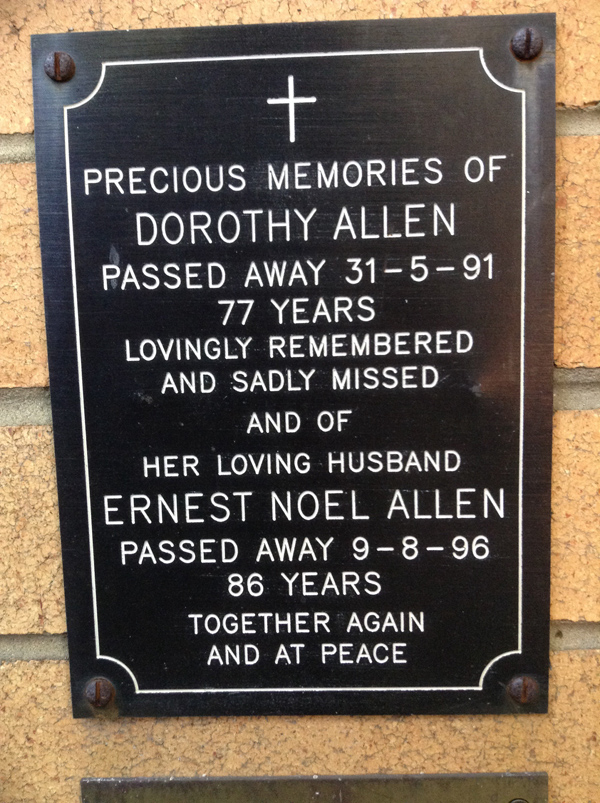 PRECIOUS MEMORIES OF
DOROTHY ALLEN
PASSED AWAY 31-5-91
77 YEARS
LOVINGLY REMEMBERED
AND SADLY MISSED
AND OF
HER LOVING HUSBAND
ERNEST NOEL ALLEN
PASSED AWAY 9-8-96
86 YEARS
TOGETHER AGAIN
AND AT PEACE